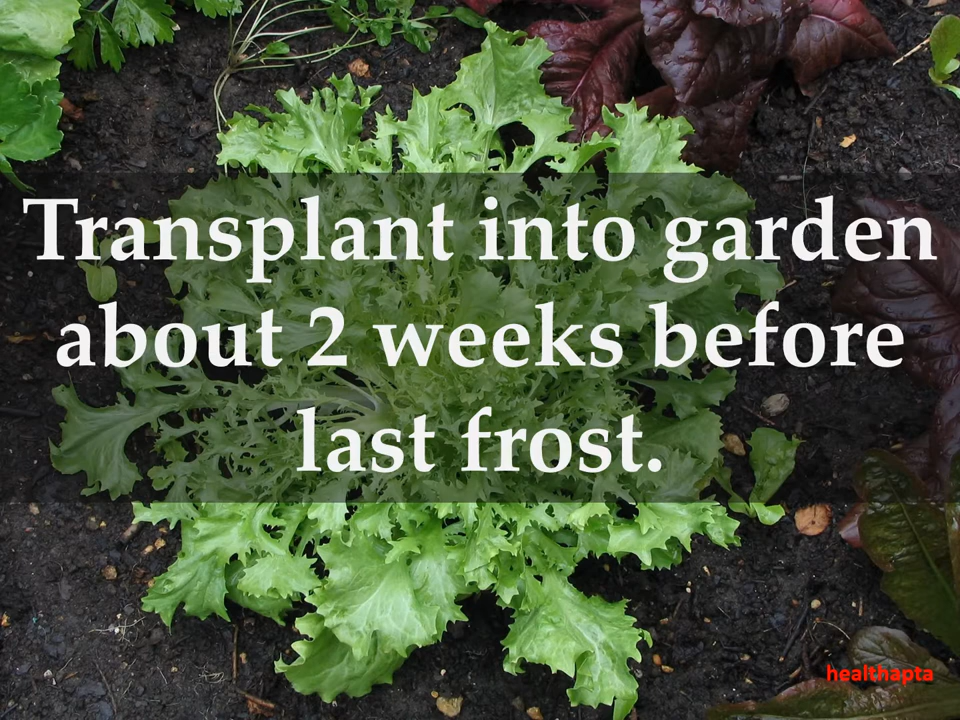 Transplant into garden
about 2 weeks before
last frost.
healthapta